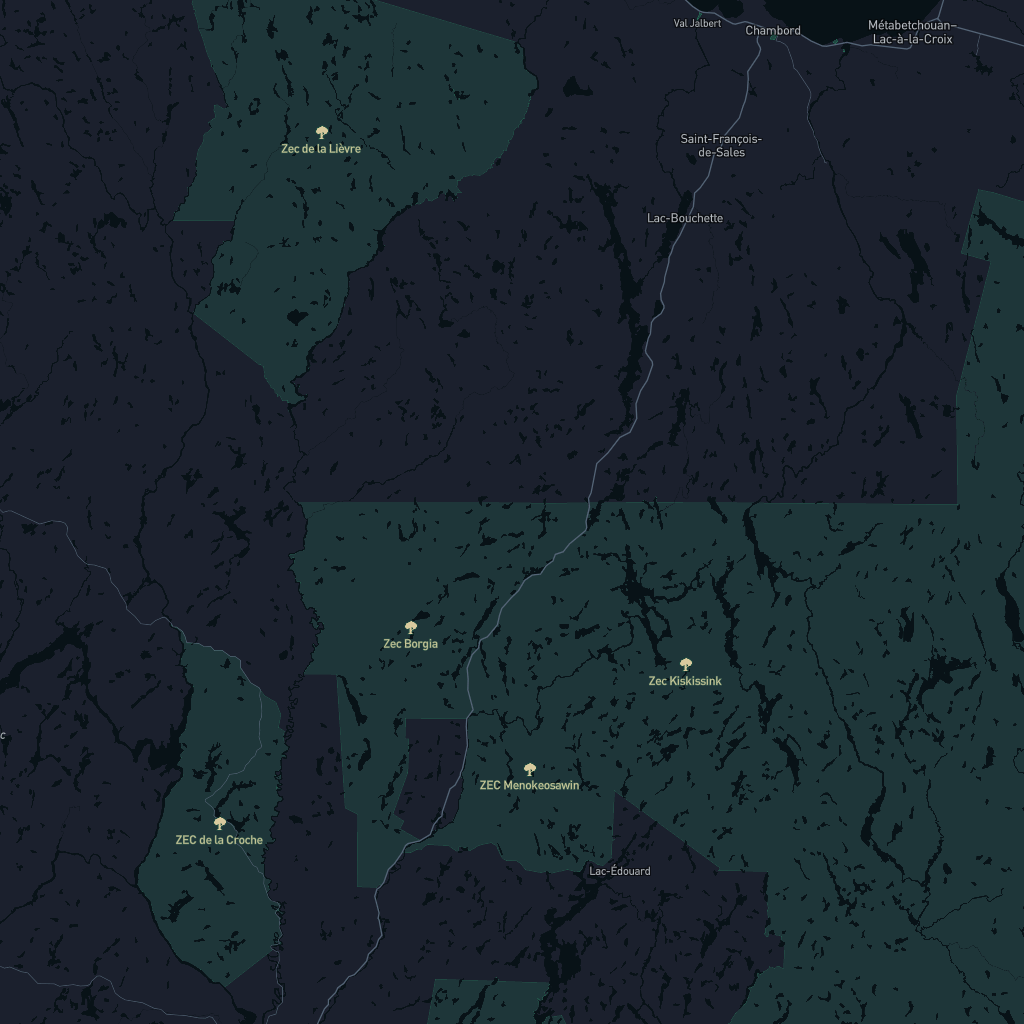 Val Jalbert
Chambord
Métabetchouan–
Lac-à-la-Croix
Zec de la Lièvre
Saint-François-
de-Sales
Lac-Bouchette
Zec Borgia
Zec Kiskissink
c
ZEC Menokeosawin
ZEC de la Croche
Lac-Édouard